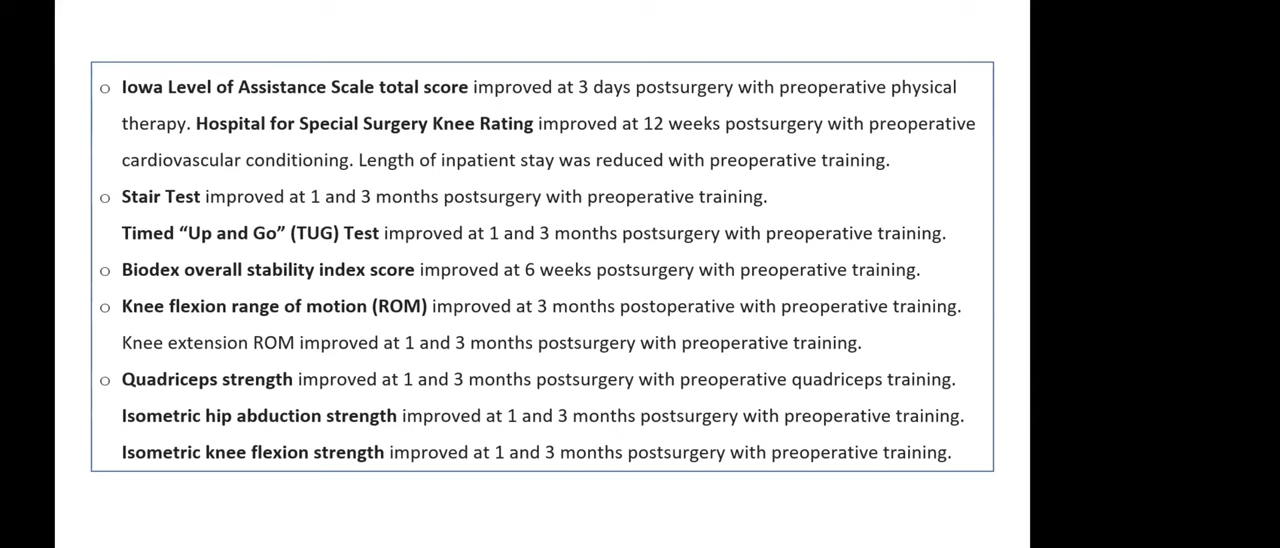 ○ Iowa Level of Assistance Scale total score improved at 3 days postsurgery with preoperative physical
therapy. Hospital for Special Surgery Knee Rating improved at 12 weeks postsurgery with preoperative
cardiovascular conditioning. Length of inpatient stay was reduced with preoperative training.
○ Stair Test improved at 1 and 3 months postsurgery with preoperative training.
Timed “Up and Go” (TUG) Test improved at 1 and 3 months postsurgery with preoperative training.
○ Biodex overall stability index score improved at 6 weeks postsurgery with preoperative training.
○ Knee flexion range of motion (ROM) improved at 3 months postoperative with preoperative training.
Knee extension ROM improved at 1 and 3 months postsurgery with preoperative training.
○ Quadriceps strength improved at 1 and 3 months postsurgery with preoperative quadriceps training.
Isometric hip abduction strength improved at 1 and 3 months postsurgery with preoperative training.
Isometric knee flexion strength improved at 1 and 3 months postsurgery with preoperative training.